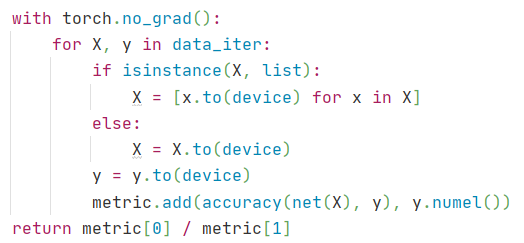 with torch.no_grad():
    for X, y in data_iter:
        if isinstance(X, list):
            X = [x.to(device) for x in X]
        else:
            X = X.to(device)
        y = y.to(device)
        metric.add(accuracy(net(X), y), y.numel())
return metric[0] / metric[1]